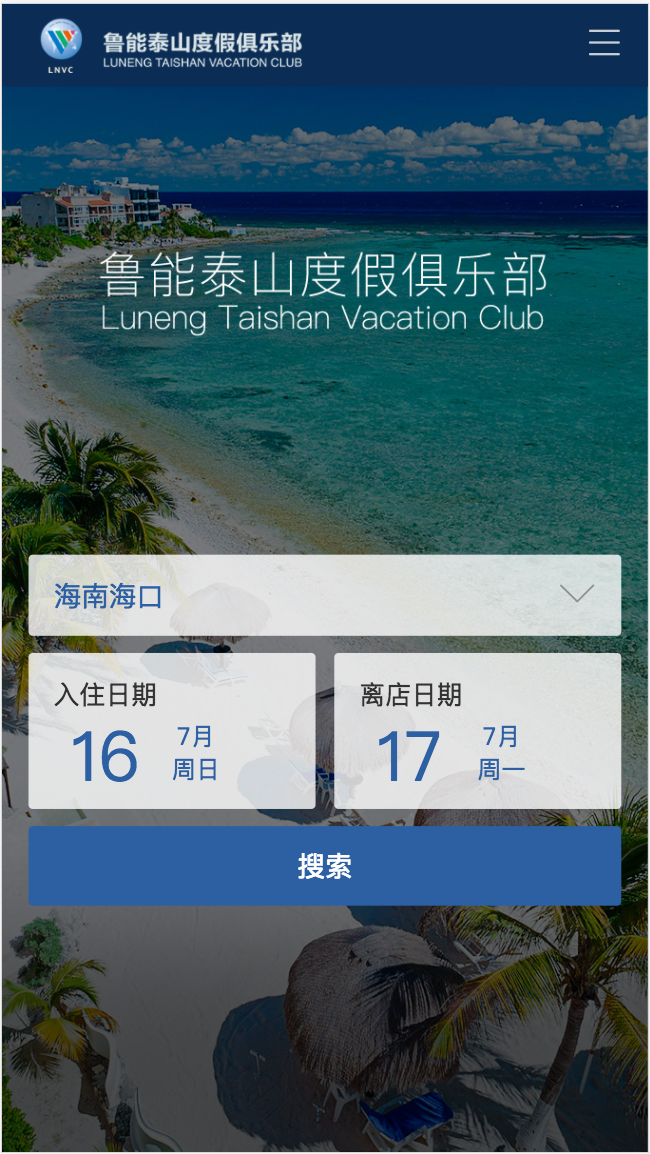 鲁能泰山度假俱乐部
LUNENG TAISHAN VACATION CLUB
LNVC
鲁能泰山度假俱乐部
Luneng Taishan Vacation Club
海南海口
入住日期
16 7月 周日
离店日期
17 7月 周一
搜索